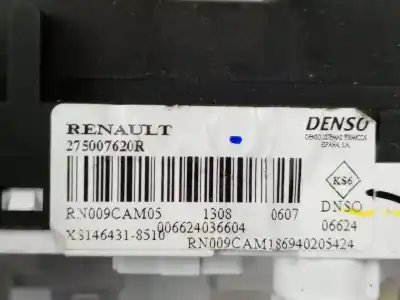 RENAULT
275007620R
DENSO
DENSO SISTEMAS TERMICOS
ESPAÑA, S.A.
KS6
RN009CAM05 1308 0607 DNSO
006624036604 06624
XS146431-8510 RN009CAM186940205424